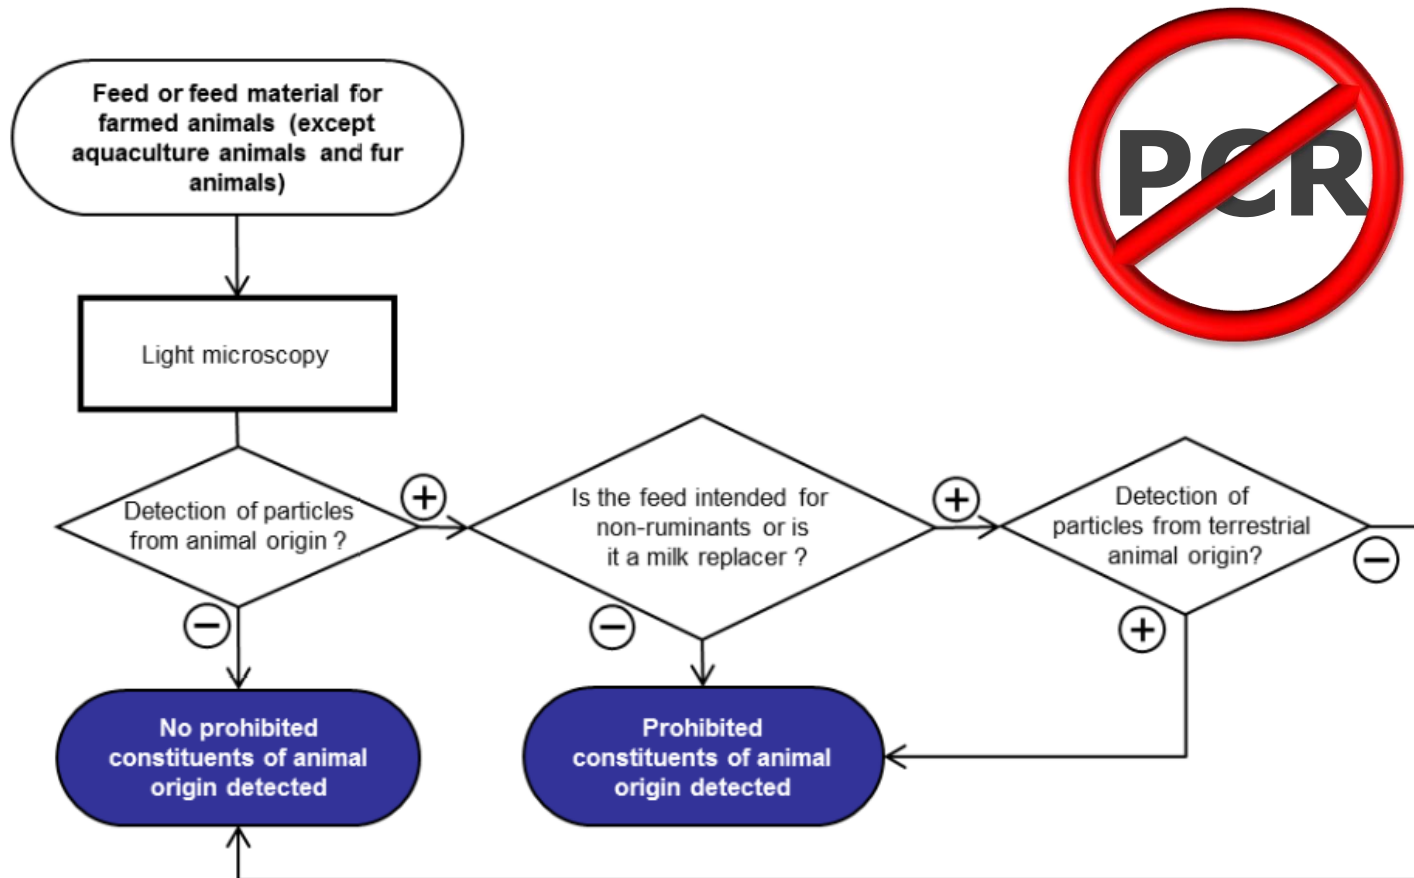 Feed or feed material for
farmed animals (except
aquaculture animals and fur
animals)
PCR
Light microscopy
Detection of particles
from animal origin ?
+
Is the feed intended for
non-ruminants or is
it a milk replacer ?
+
Detection of
particles from terrestrial
animal origin?
−
−
−
+
No prohibited
constituents of animal
origin detected
Prohibited
constituents of animal
origin detected